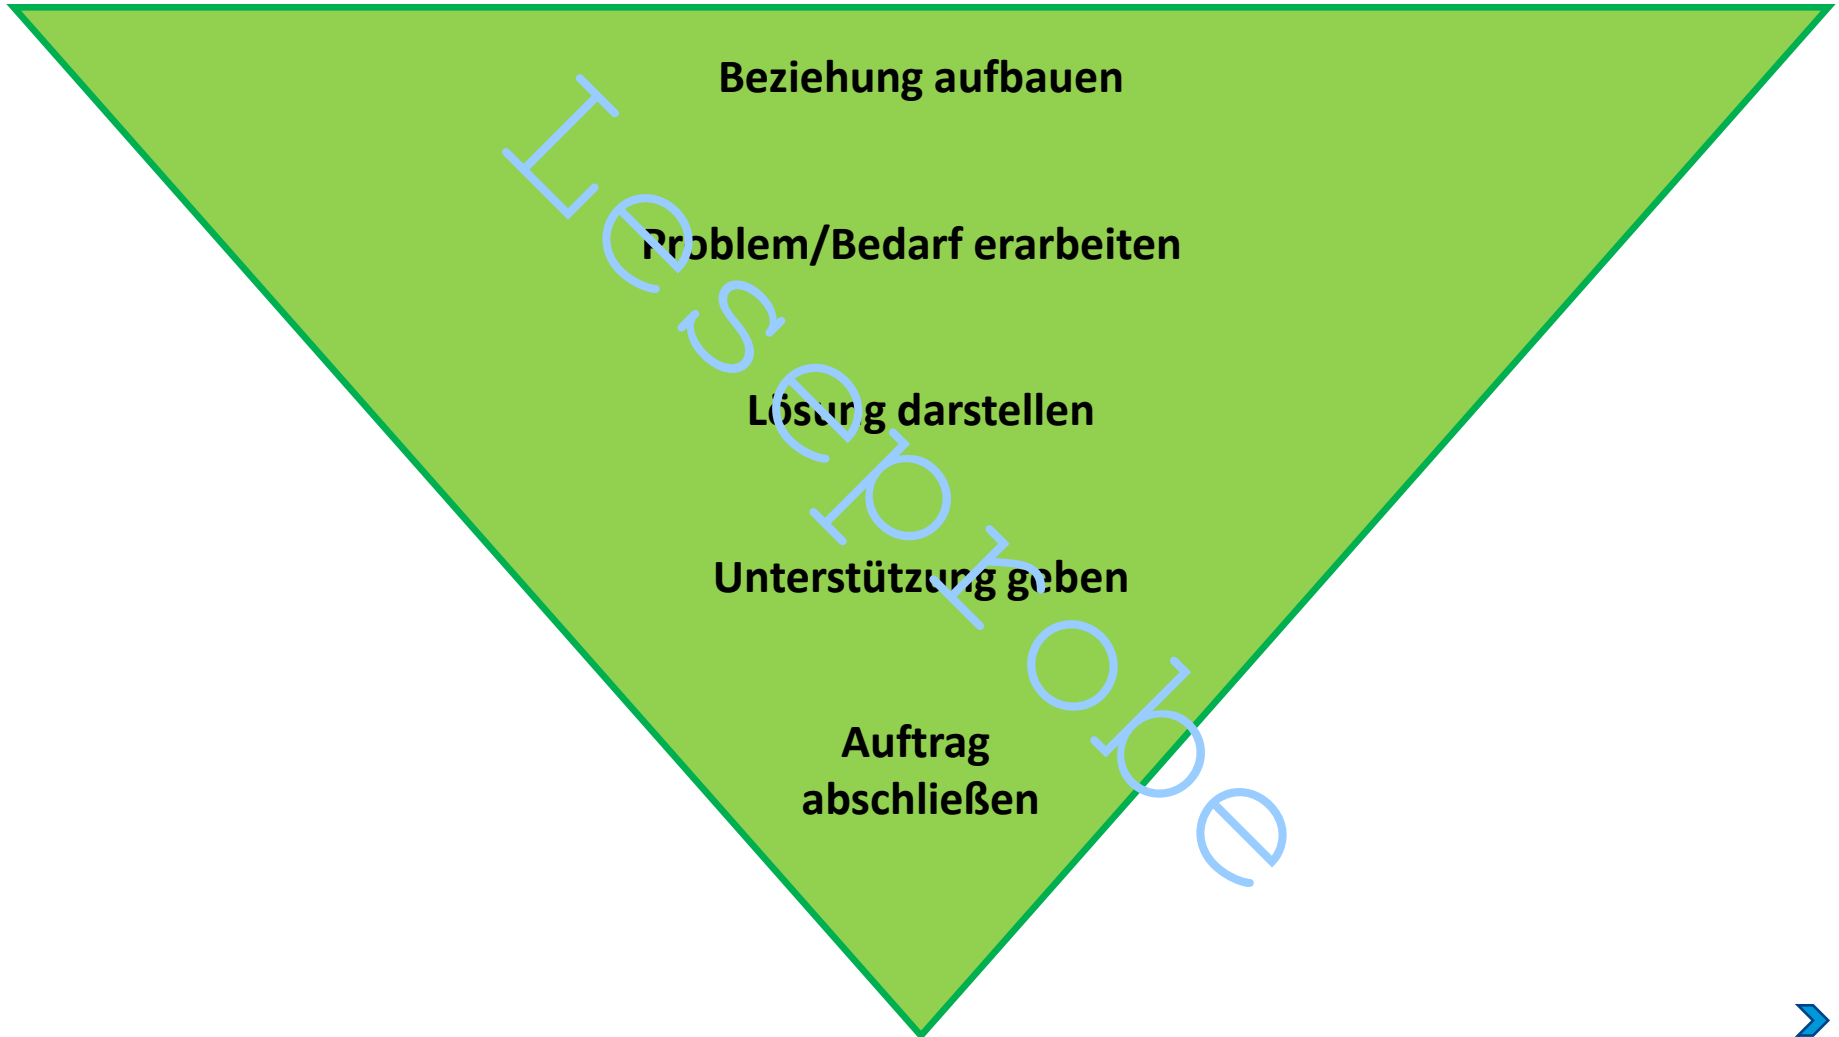 Beziehung aufbauen
Problem/Bedarf erarbeiten
Lösung darstellen
Unterstützung geben
Auftrag
abschließen
Leseprobe